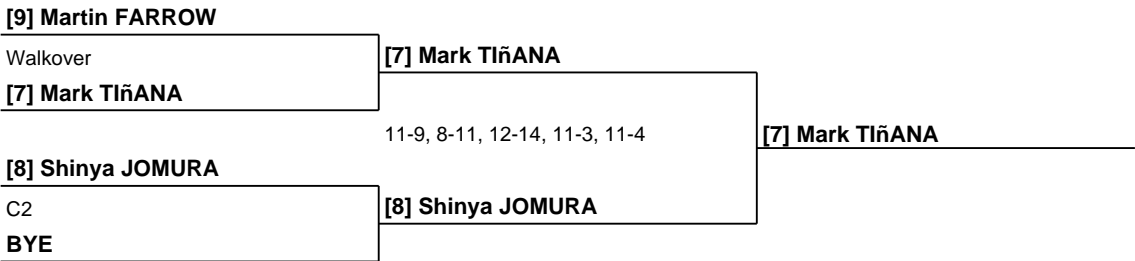 [9] Martin FARROW
Walkover
[7] Mark TIñANA
[7] Mark TIñANA
11-9, 8-11, 12-14, 11-3, 11-4
[7] Mark TIñANA
[8] Shinya JOMURA
C2
[8] Shinya JOMURA
BYE